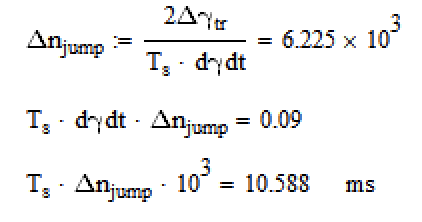 Δn_jump := 2Δγ_tr / (T_s · dγdt) = 6.225 × 10^3
T_s · dγdt · Δn_jump = 0.09
T_s · Δn_jump · 10^3 = 10.588 ms